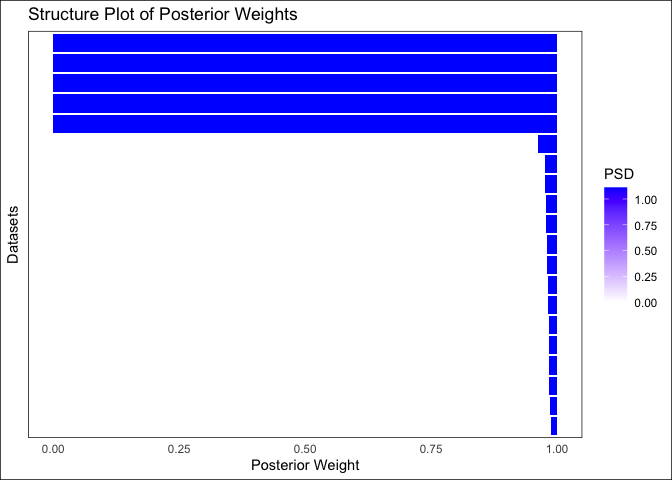 Structure Plot of Posterior Weights
Datasets
PSD
1.00
0.75
0.50
0.25
0.00
0.00 0.25 0.50 0.75 1.00
Posterior Weight